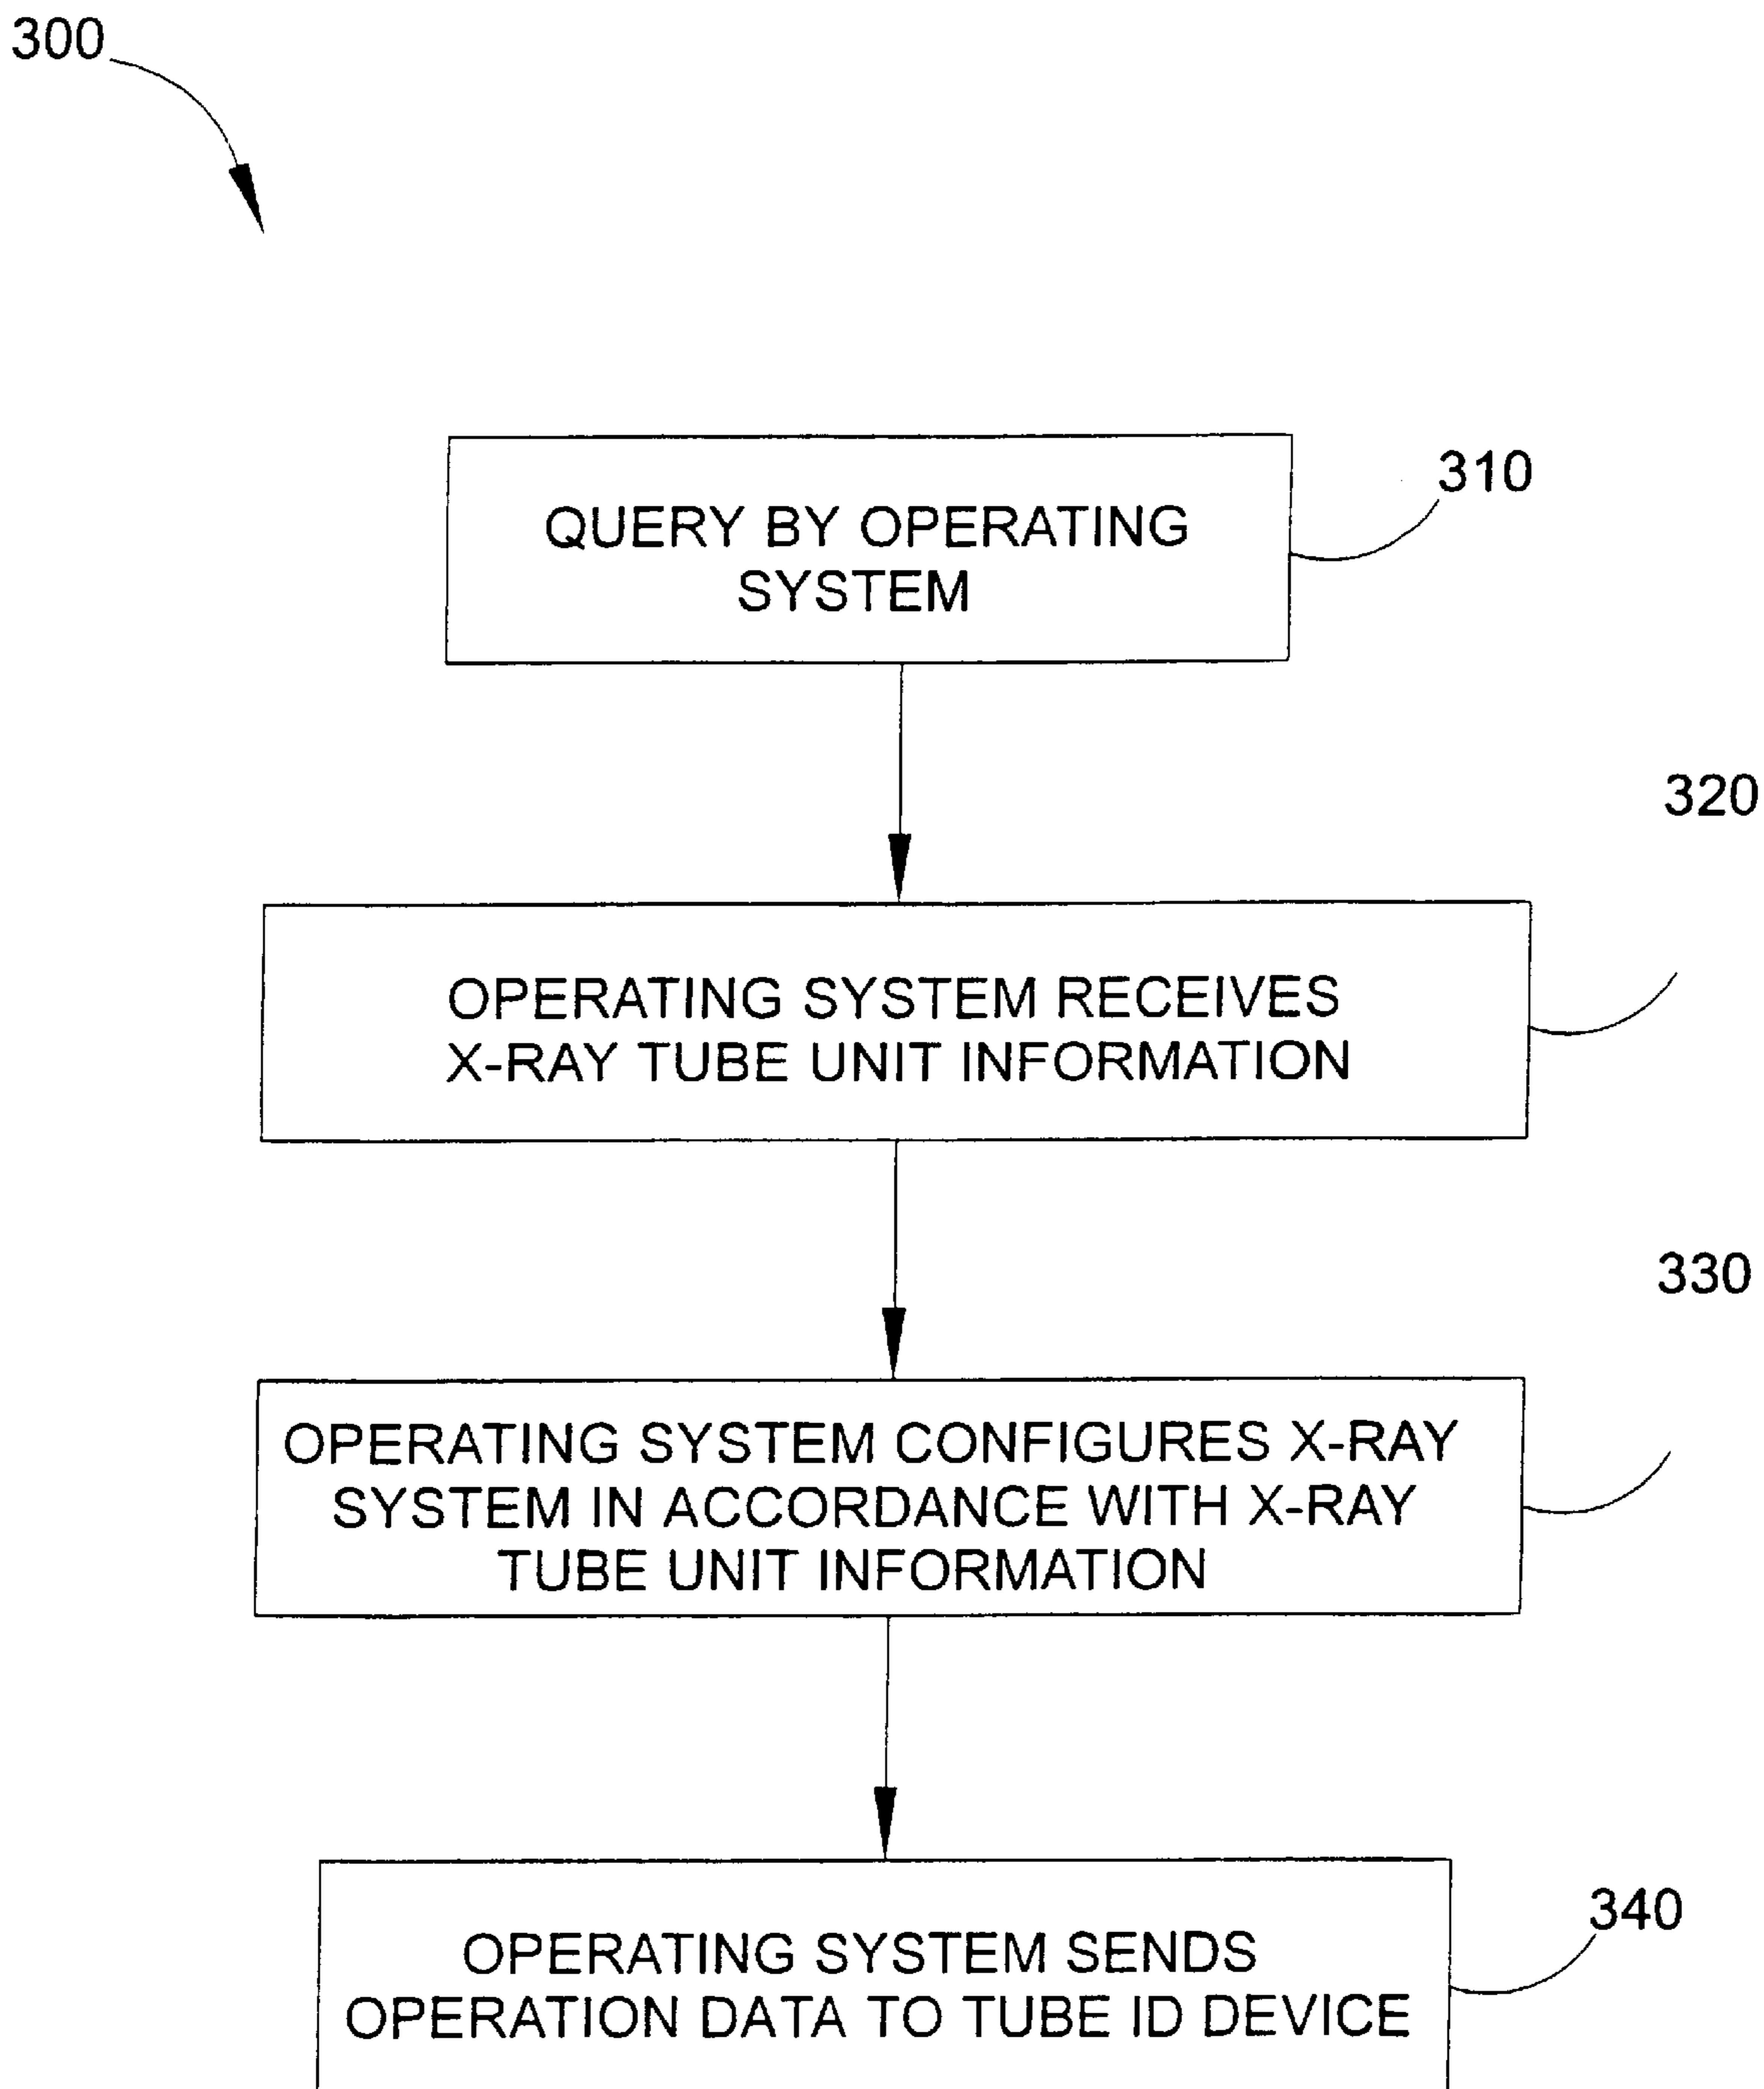 300
310
QUERY BY OPERATING
SYSTEM
320
OPERATING SYSTEM RECEIVES
X-RAY TUBE UNIT INFORMATION
330
OPERATING SYSTEM CONFIGURES X-RAY
SYSTEM IN ACCORDANCE WITH X-RAY
TUBE UNIT INFORMATION
340
OPERATING SYSTEM SENDS
OPERATION DATA TO TUBE ID DEVICE